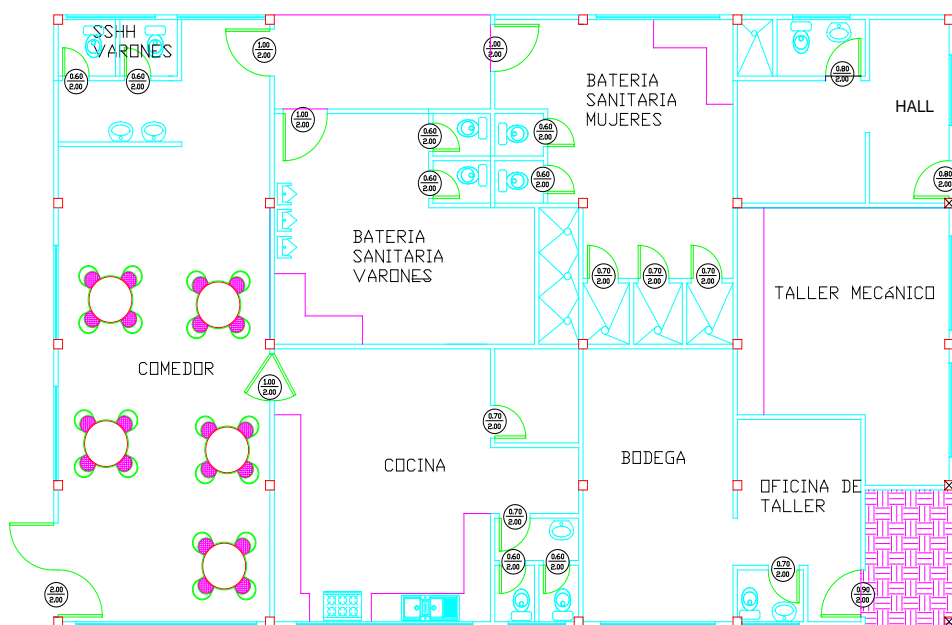 SSHH
VARONES
0.60
2.00
0.60
2.00
1.00
2.00
1.00
2.00
BATERIA
SANITARIA
MUJERES
0.80
2.00
HALL
1.00
2.00
0.60
2.00
0.60
2.00
0.60
2.00
0.60
2.00
0.80
2.00
BATERIA
SANITARIA
VARONES
0.70
2.00
0.70
2.00
0.70
2.00
TALLER MECÁNICO
COMEDOR
1.00
2.00
0.70
2.00
COCINA
BODEGA
OFICINA DE
TALLER
0.70
2.00
0.60
2.00
0.60
2.00
0.70
2.00
2.00
2.00
0.90
2.00